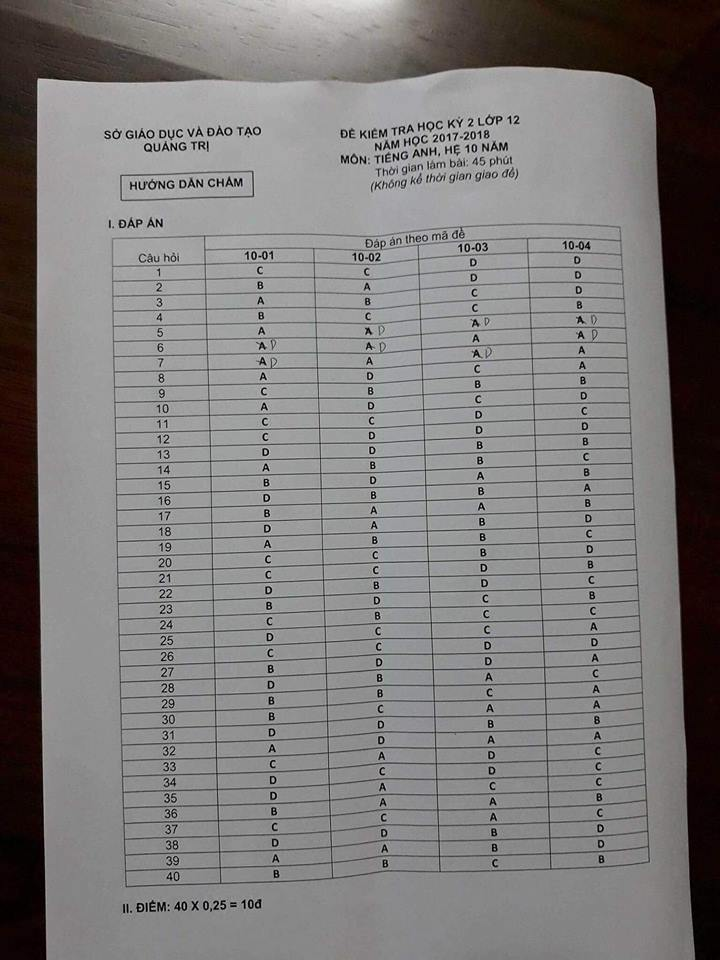 SỞ GIÁO DỤC VÀ ĐÀO TẠO
QUẢNG TRỊ
HƯỚNG DẪN CHẤM
ĐỀ KIỂM TRA HỌC KỲ 2 LỚP 12
NĂM HỌC 2017-2018
MÔN: TIẾNG ANH, HỆ 10 NĂM
Thời gian làm bài: 45 phút
(Không kể thời gian giao đề)
I. ĐÁP ÁN
Câu hỏi Đáp án theo mã đề
10-01 10-02 10-03 10-04
1 C C D D
2 B A D D
3 A B C D
4 B C C B
5 A A D A D A D
6 A D A D A A D
7 A D A A D A
8 A D C A
9 C B B B
10 A D C D
11 C C D C
12 C D D D
13 D D B B
14 A B B C
15 B D A B
16 D B B A
17 B A A B
18 D A B D
19 A B B C
20 C C B D
21 C C D B
22 D B D C
23 B D C B
24 C B C C
25 D C C A
26 C C D D
27 B D D A
28 D B A C
29 B B C A
30 B C A A
31 D D B B
32 A D A A
33 C A D C
34 D C D C
35 D A C C
36 B A A B
37 C C A C
38 D D B D
39 A A B D
40 B B C B
II. ĐIỂM: 40 X 0,25 = 10đ